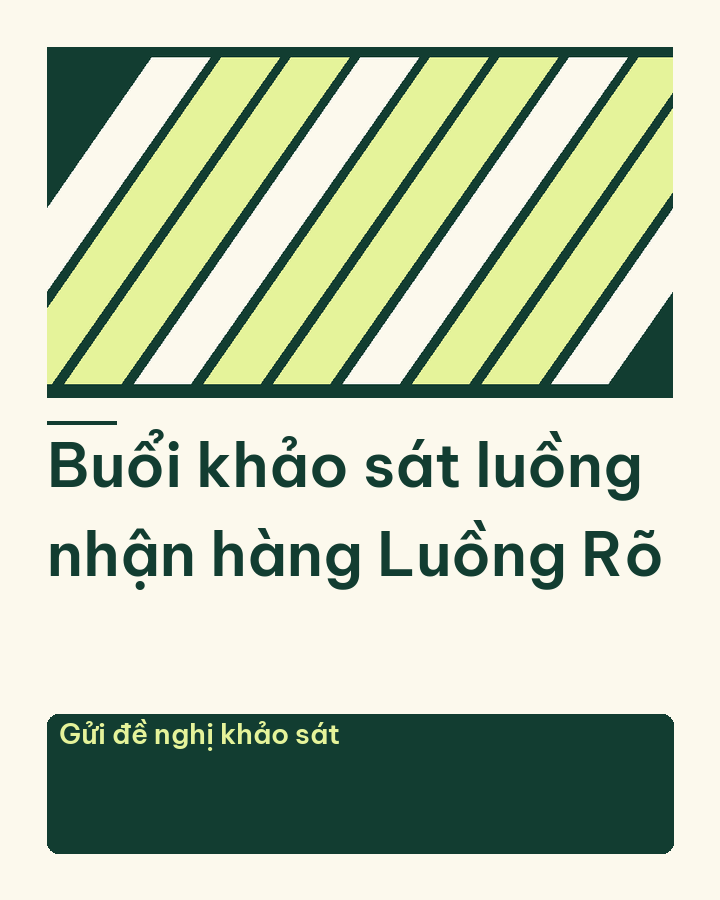 Buổi khảo sát luồng
nhận hàng Luồng Rõ
Gửi đề nghị khảo sát